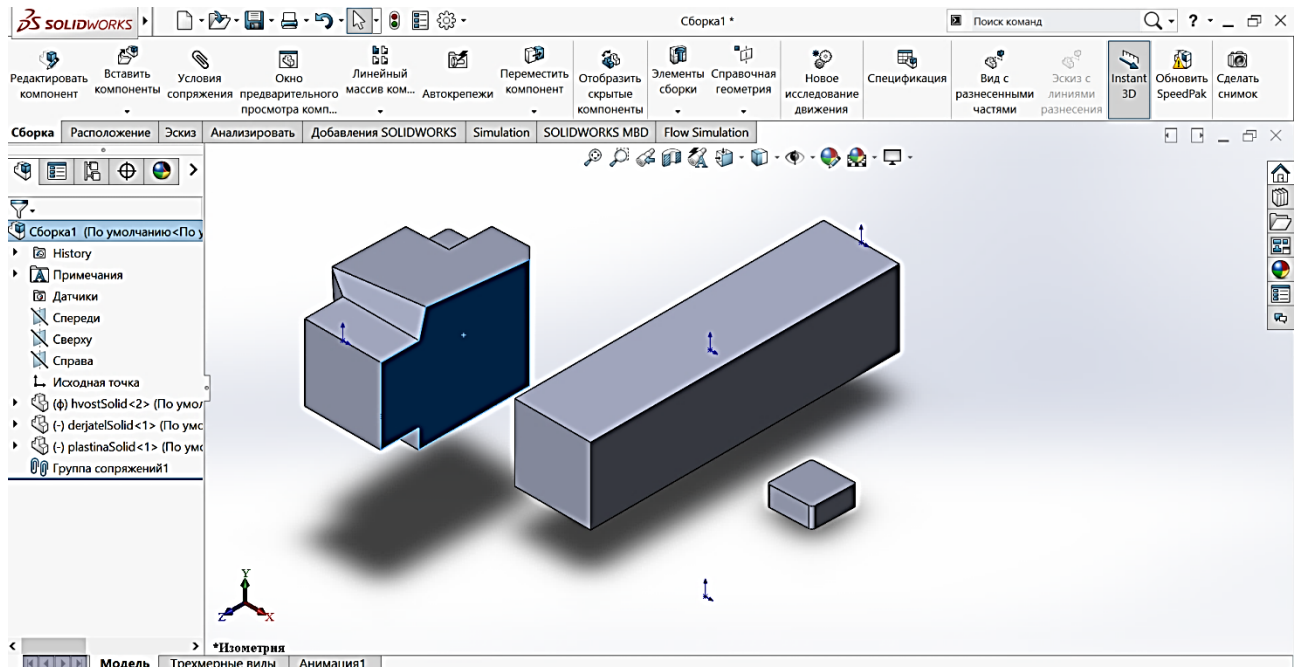 SOLIDWORKS
Сборка1 *
Поиск команд
?
Редактировать компонент
Вставить компоненты
Условия сопряжения
Окно предварительного просмотра комп...
Линейный массив ком...
Автокрепежи
Переместить компонент
Отобразить скрытые компоненты
Элементы сборки
Справочная геометрия
Новое исследование движения
Спецификация
Вид с разнесенными частями
Эскиз с линиями разнесения
Instant 3D
Обновить SpeedPak
Сделать снимок
Сборка Расположение Эскиз Анализировать Добавления SOLIDWORKS Simulation SOLIDWORKS MBD Flow Simulation
Сборка1 (По умолчанию<По у
History
Примечания
Датчики
Спереди
Сверху
Справа
Исходная точка
(ф) hvostSolid<2> (По умол
(-) derjatelSolid<1> (По умс
(-) plastinaSolid<1> (По умо
Группа сопряжений1
Y
Z
X
*Изометрия
Модель Трехмерные виды Анимация1